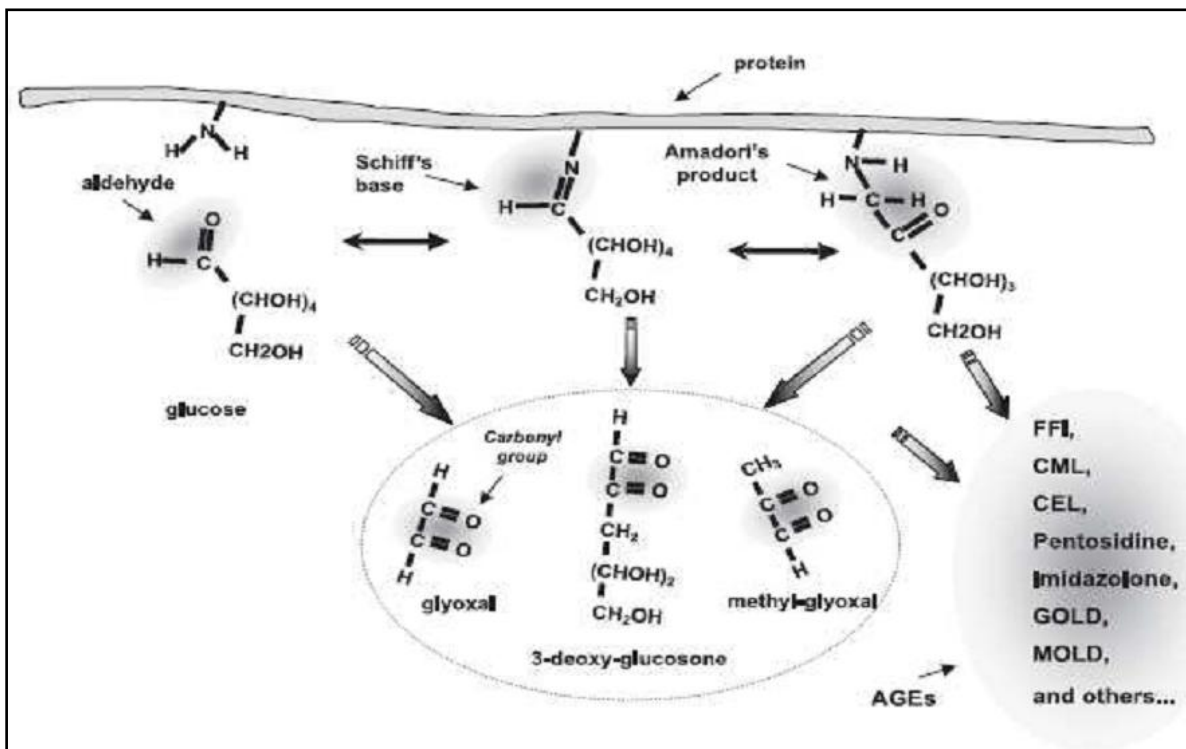 protein
N
H H
aldehyde
O
H C
(CHOH)4
CH2OH
glucose
Schiff's
base
N
H C
(CHOH)4
CH2OH
Amadori's
product
N H
H C H
O
C
(CHOH)3
CH2OH
Carbonyl
group
H
C O
C O
H
glyoxal
H
C O
C O
CH2
(CHOH)2
CH2OH
3-deoxy-glucosone
CH3
C O
C O
H
methyl-glyoxal
FFI,
CML,
CEL,
Pentosidine,
Imidazolone,
GOLD,
MOLD,
and others...
AGEs